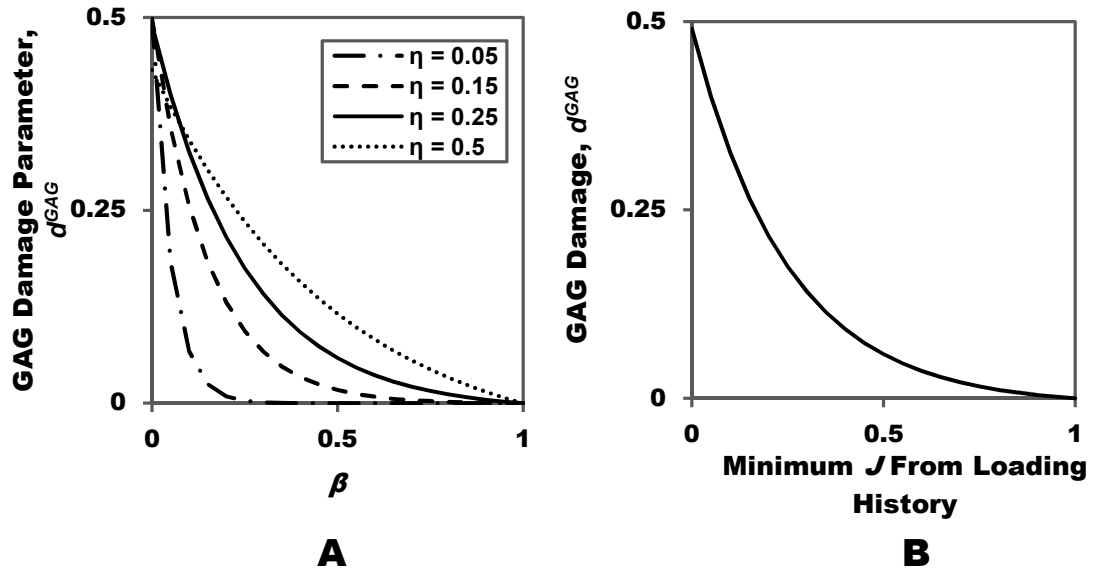 GAG Damage Parameter,
d^GAG
0.5
0.25
0
0
0.5
1
β
η = 0.05
η = 0.15
η = 0.25
η = 0.5
A
GAG Damage, d^GAG
0.5
0.25
0
0
0.5
1
Minimum J From Loading
History
B